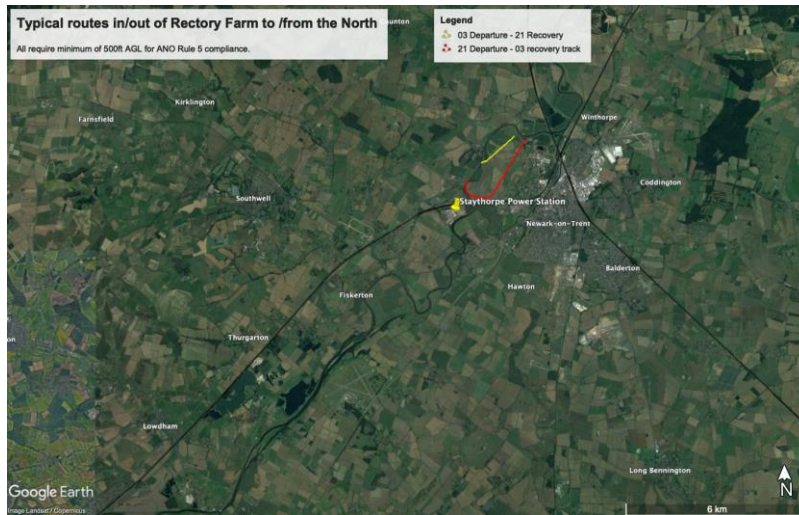 Typical routes in/out of Rectory Farm to /from the North
All require minimum of 500ft AGL for ANO Rule 5 compliance.
Legend
03 Departure - 21 Recovery
21 Departure - 03 recovery track
Kirklington
Farnsfield
Winthorpe
Coddington
Southwell
Staythorpe Power Station
Newark-on-Trent
Balderton
Hawton
Fiskerton
Thurgarton
Lowdham
Long Bennington
N
Google Earth
Image Landsat / Copernicus
6 km